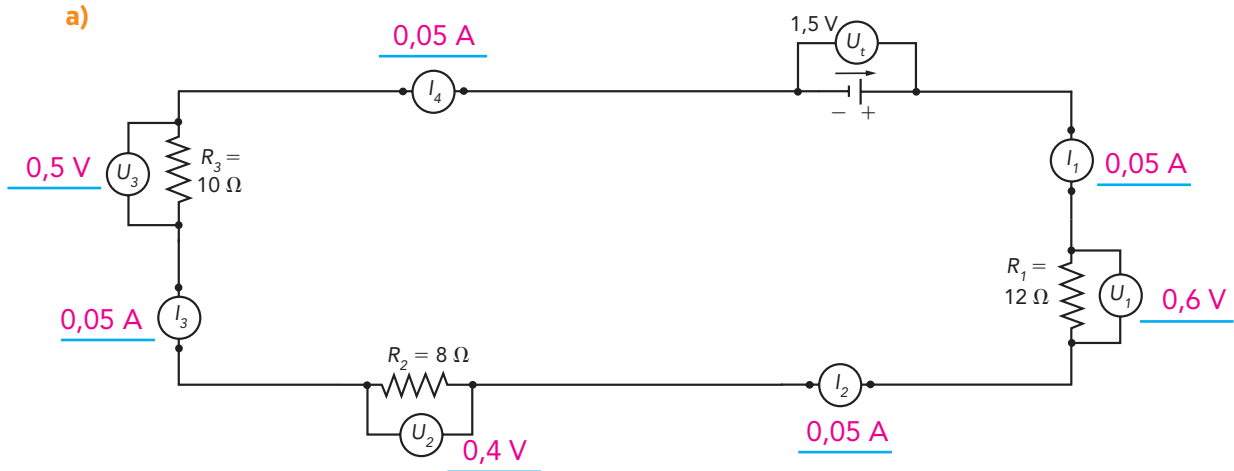 a)
0,05 A
I4
1,5 V
Ut
− +
0,5 V
U3
R3 =
10 Ω
I1
0,05 A
R1 =
12 Ω
U1
0,6 V
0,05 A
I3
R2 = 8 Ω
U2
0,4 V
I2
0,05 A